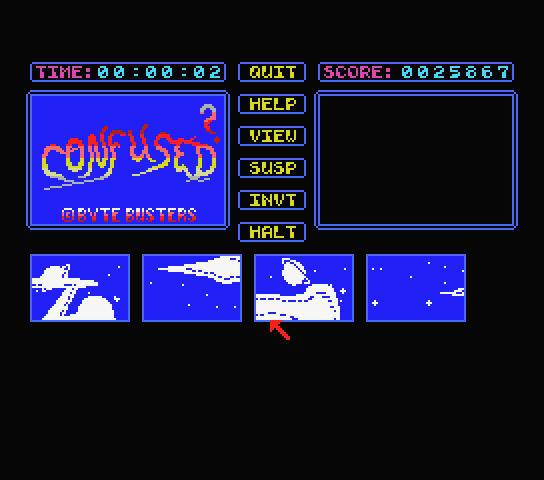 TIME:00:00:02 QUIT SCORE: 0025867
HELP
VIEW
SUSP
INVT
HALT
CONFUSED?
©BYTE BUSTERS